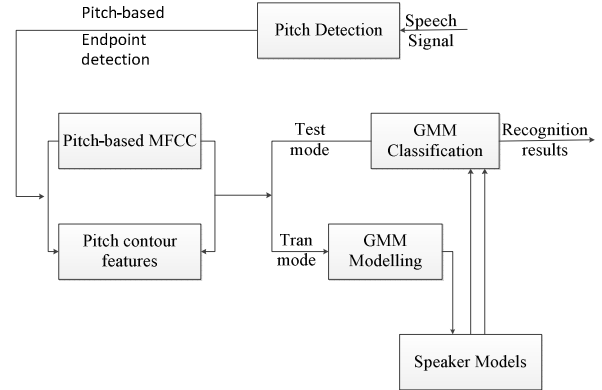 Pitch-based
Endpoint
detection
Pitch Detection
Speech
Signal
Pitch-based MFCC
Test
mode
GMM
Classification
Recognition
results
Pitch contour
features
Tran
mode
GMM
Modelling
Speaker Models